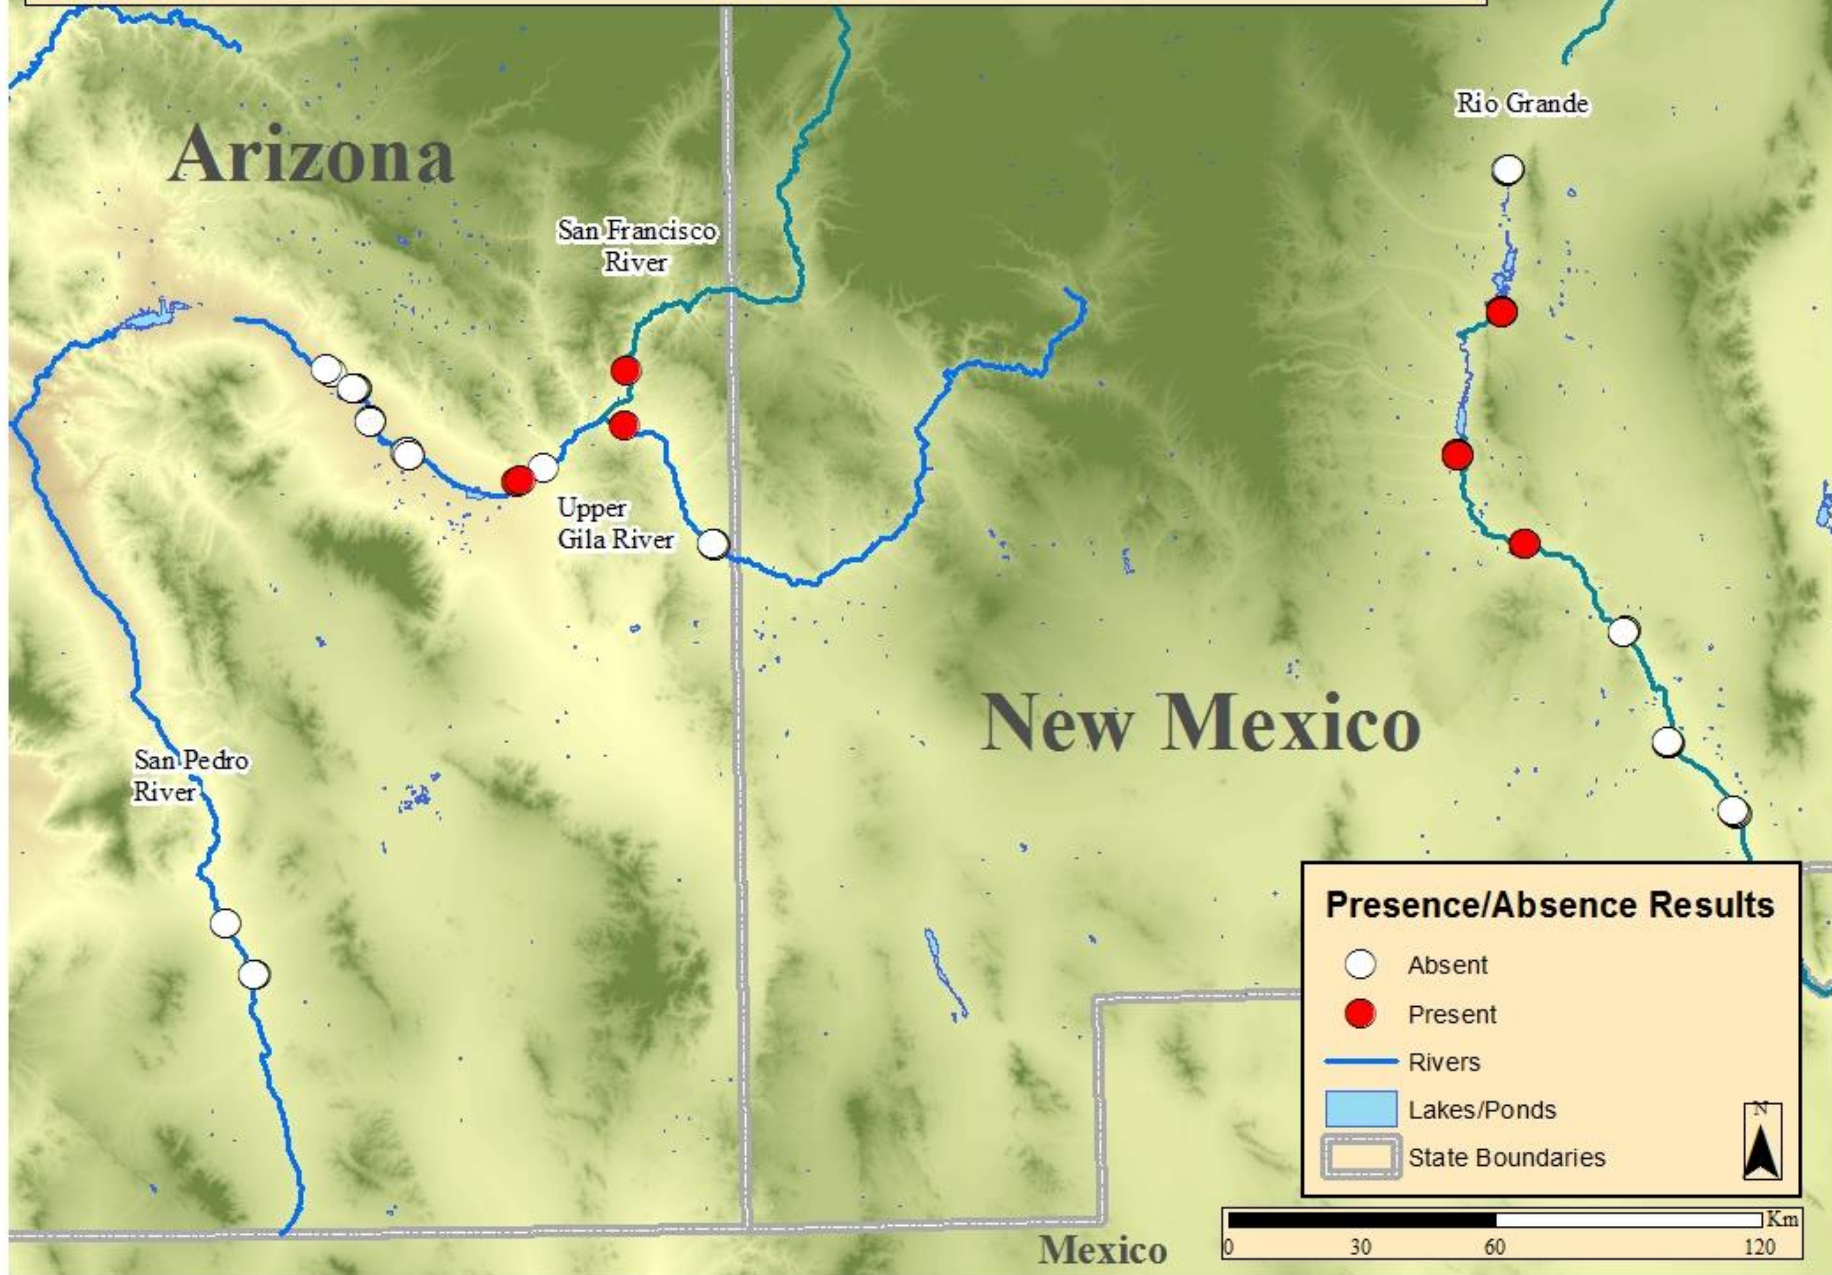 Rio Grande
Arizona
San Francisco
River
Upper
Gila River
New Mexico
San Pedro
River
Presence/Absence Results
Absent
Present
Rivers
Lakes/Ponds
State Boundaries
N
Mexico
Km
0 30 60 120